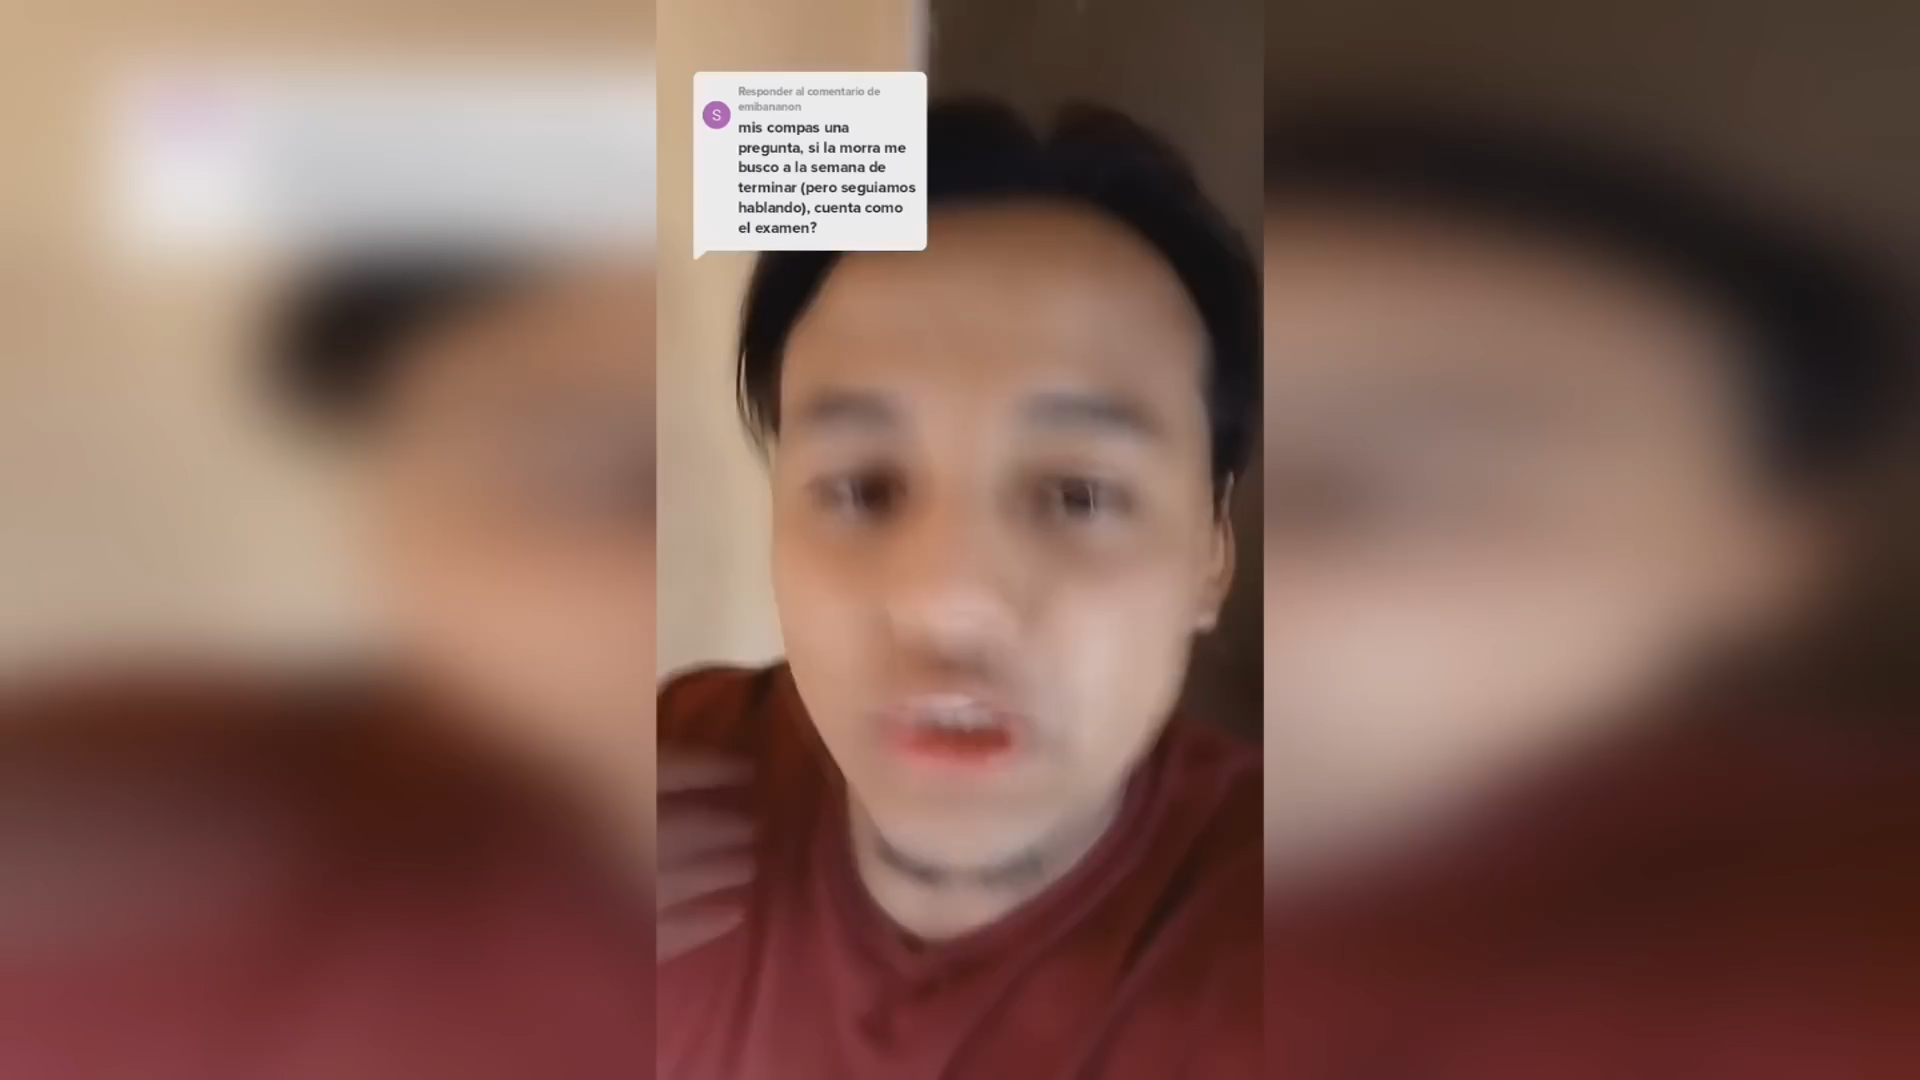 Responder al comentario de
emibananon
S
mis compas una
pregunta, si la morra me
busco a la semana de
terminar (pero seguiamos
hablando), cuenta como
el examen?